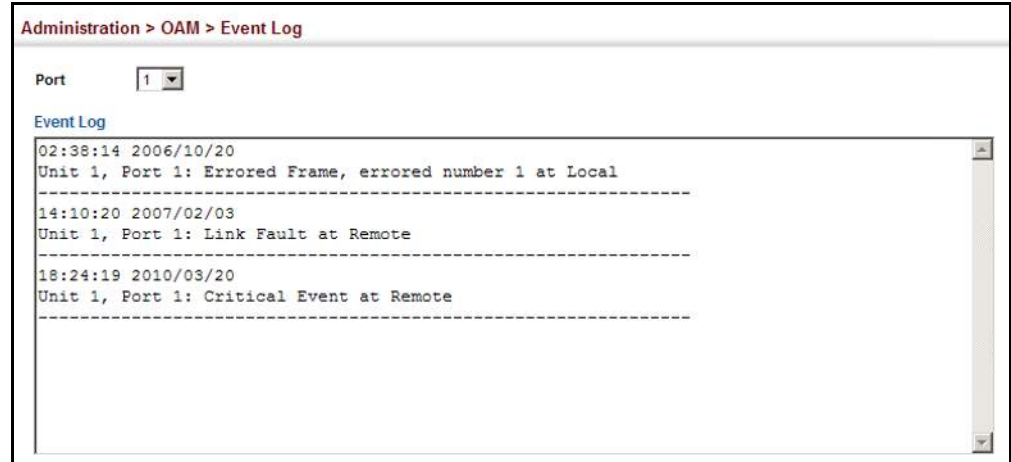 Administration > OAM > Event Log
Port 1
Event Log
02:38:14 2006/10/20
Unit 1, Port 1: Errored Frame, errored number 1 at Local
---------------------------------------------------------------
14:10:20 2007/02/03
Unit 1, Port 1: Link Fault at Remote
---------------------------------------------------------------
18:24:19 2010/03/20
Unit 1, Port 1: Critical Event at Remote
---------------------------------------------------------------